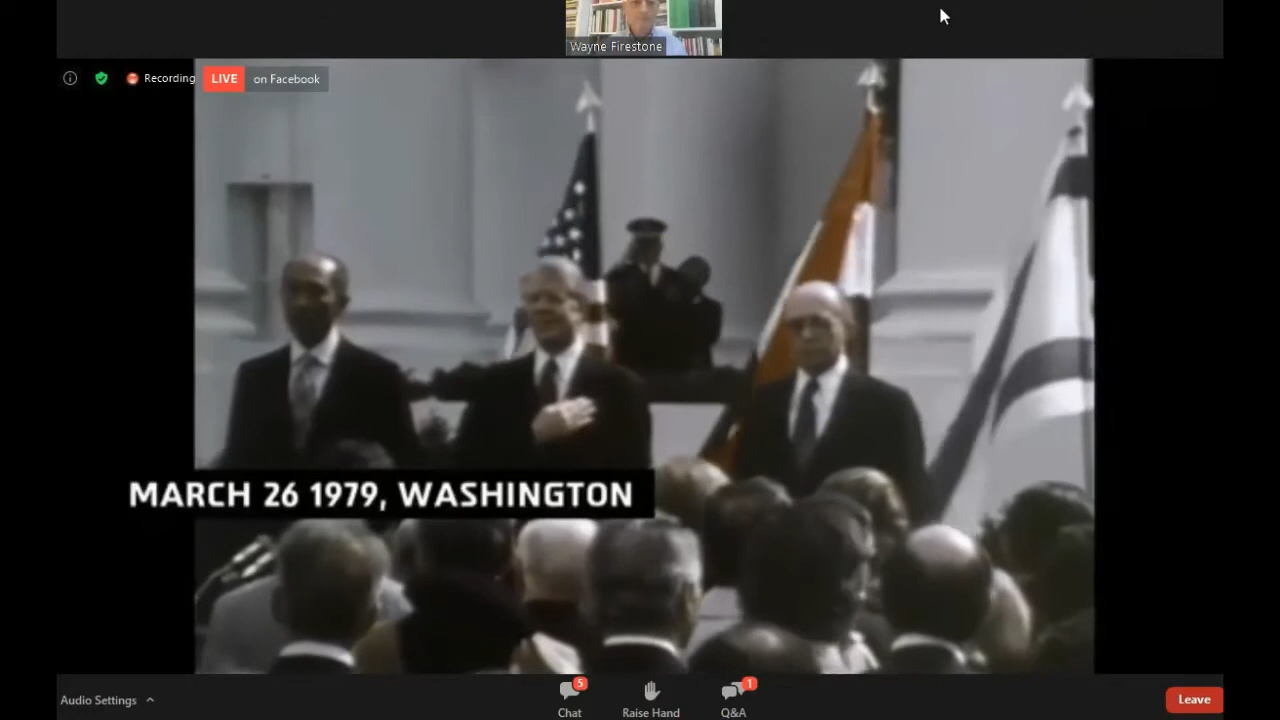 Wayne Firestone
Recording
LIVE on Facebook
MARCH 26 1979, WASHINGTON
Audio Settings
5
Chat
Raise Hand
1
Q&A
Leave